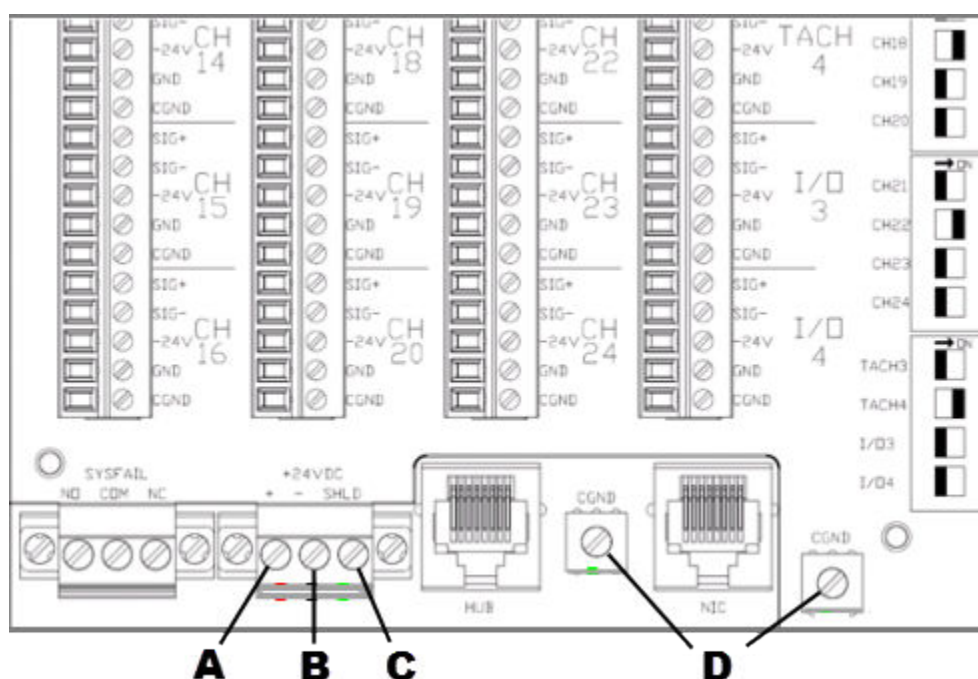 SIG- SIG- SIG- -24V
-24V CH 14 -24V CH 18 -24V CH 22 TACH 4 CH18
GND GND GND GND CH19
CGND CGND CGND CGND CH20
SIG+ SIG+ SIG+ SIG+
SIG- SIG- SIG- SIG- ON
-24V CH 15 -24V CH 19 -24V CH 23 -24V I/O 3 CH21
GND GND GND GND CH22
CGND CGND CGND CGND CH23
SIG+ SIG+ SIG+ SIG+ CH24
SIG- SIG- SIG- SIG-
-24V CH 16 -24V CH 20 -24V CH 24 -24V I/O 4 ON
GND GND GND GND TACH3
CGND CGND CGND CGND TACH4
SYSFAIL +24VDC I/O3
NO COM NC + - SHLD CGND I/O4
CGND
HUB NIC
A B C D